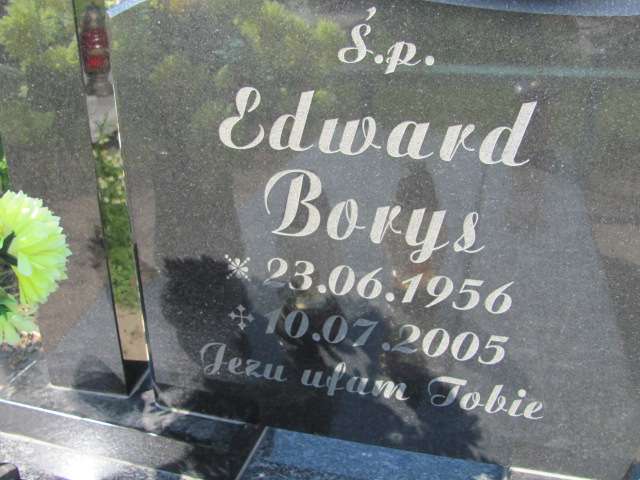 Ś.p.
Edward
Borys
* 23.06.1956
✠ 10.07.2005
Jezu ufam Tobie